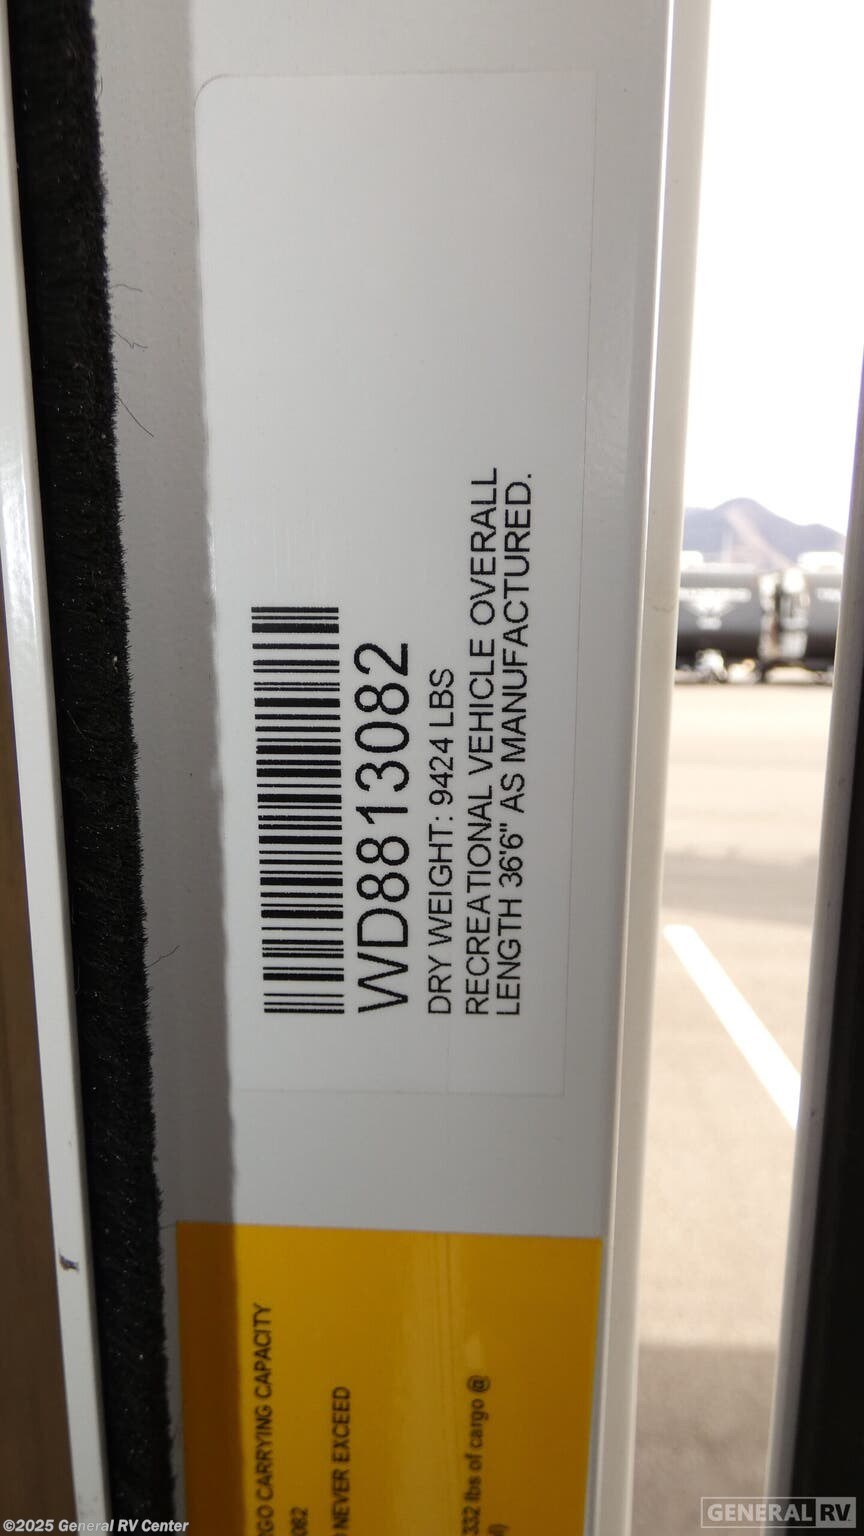 WD8813082
DRY WEIGHT: 9424 LBS
RECREATIONAL VEHICLE OVERALL
LENGTH 36'6" AS MANUFACTURED.
CARRYING CAPACITY
082
NEVER EXCEED
332 lbs of cargo @
©2025 General RV Center
GENERAL RV